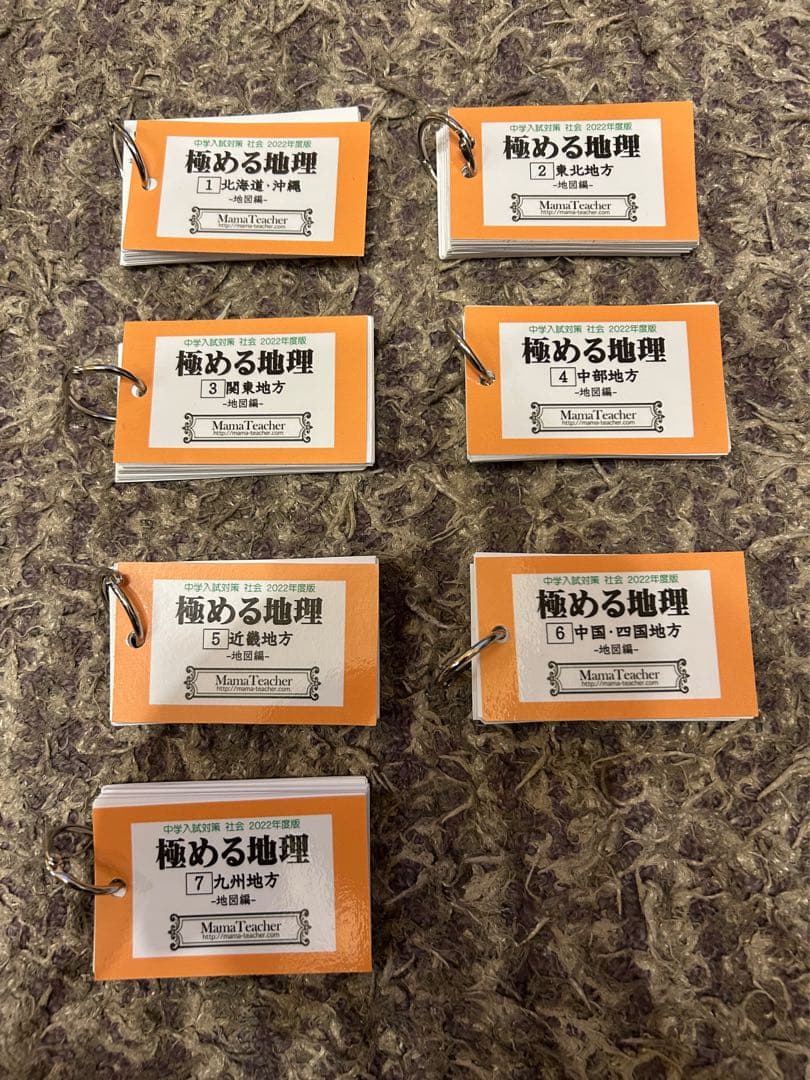 中学入試対策 社会 2022年度版
極める地理
1 北海道・沖縄
-地図編-
MamaTeacher
http://mama-teacher.com
中学入試対策 社会 2022年度版
極める地理
2 東北地方
-地図編-
MamaTeacher
http://mama-teacher.com
中学入試対策 社会 2022年度版
極める地理
3 関東地方
-地図編-
MamaTeacher
http://mama-teacher.com
中学入試対策 社会 2022年度版
極める地理
4 中部地方
-地図編-
MamaTeacher
http://mama-teacher.com
中学入試対策 社会 2022年度版
極める地理
5 近畿地方
-地図編-
MamaTeacher
http://mama-teacher.com
中学入試対策 社会 2022年度版
極める地理
6 中国・四国地方
-地図編-
MamaTeacher
http://mama-teacher.com
中学入試対策 社会 2022年度版
極める地理
7 九州地方
-地図編-
MamaTeacher
http://mama-teacher.com